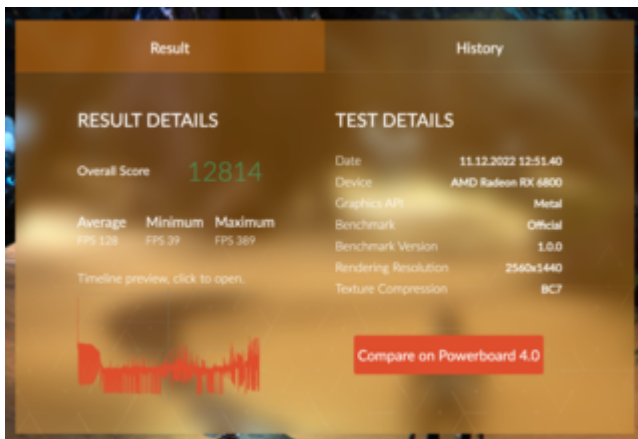 Result
History
RESULT DETAILS
Overall Score 12814
Average Minimum Maximum
FPS 128 FPS 39 FPS 389
Timeline preview, click to open.
TEST DETAILS
Date 11.12.2022 12:51.40
Device AMD Radeon RX 6800
Graphics API Metal
Benchmark Official
Benchmark Version 1.0.0
Rendering Resolution 2560x1440
Texture Compression BC7
Compare on Powerboard 4.0